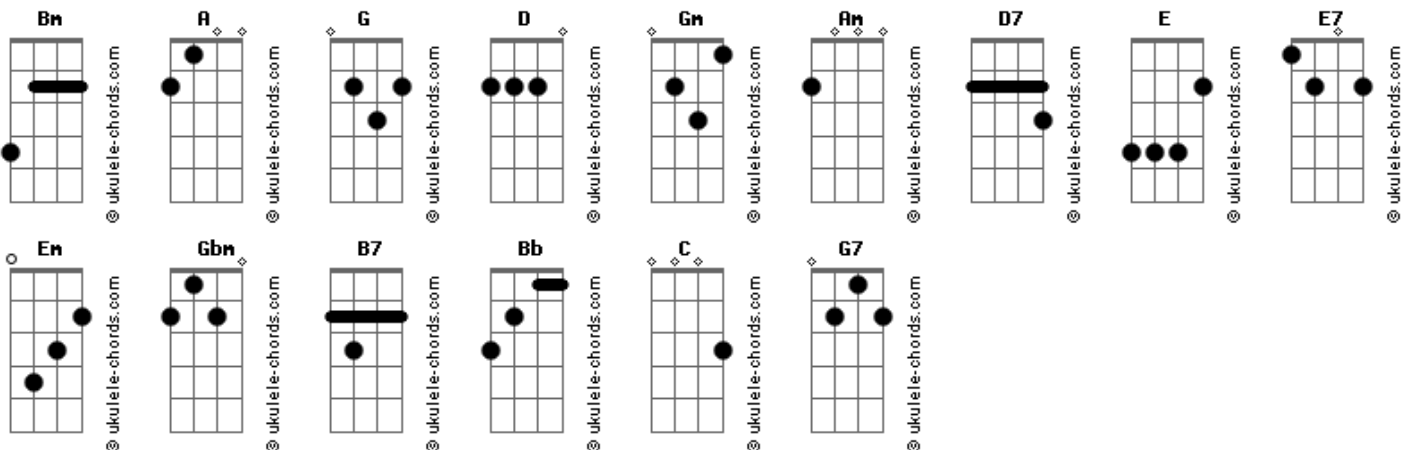 Bm A G D Gm Am D7 E E7
© ukulele-chords.com © ukulele-chords.com © ukulele-chords.com © ukulele-chords.com © ukulele-chords.com © ukulele-chords.com © ukulele-chords.com © ukulele-chords.com © ukulele-chords.com
Em Gbm B7 Bb C G7
© ukulele-chords.com © ukulele-chords.com © ukulele-chords.com © ukulele-chords.com © ukulele-chords.com © ukulele-chords.com